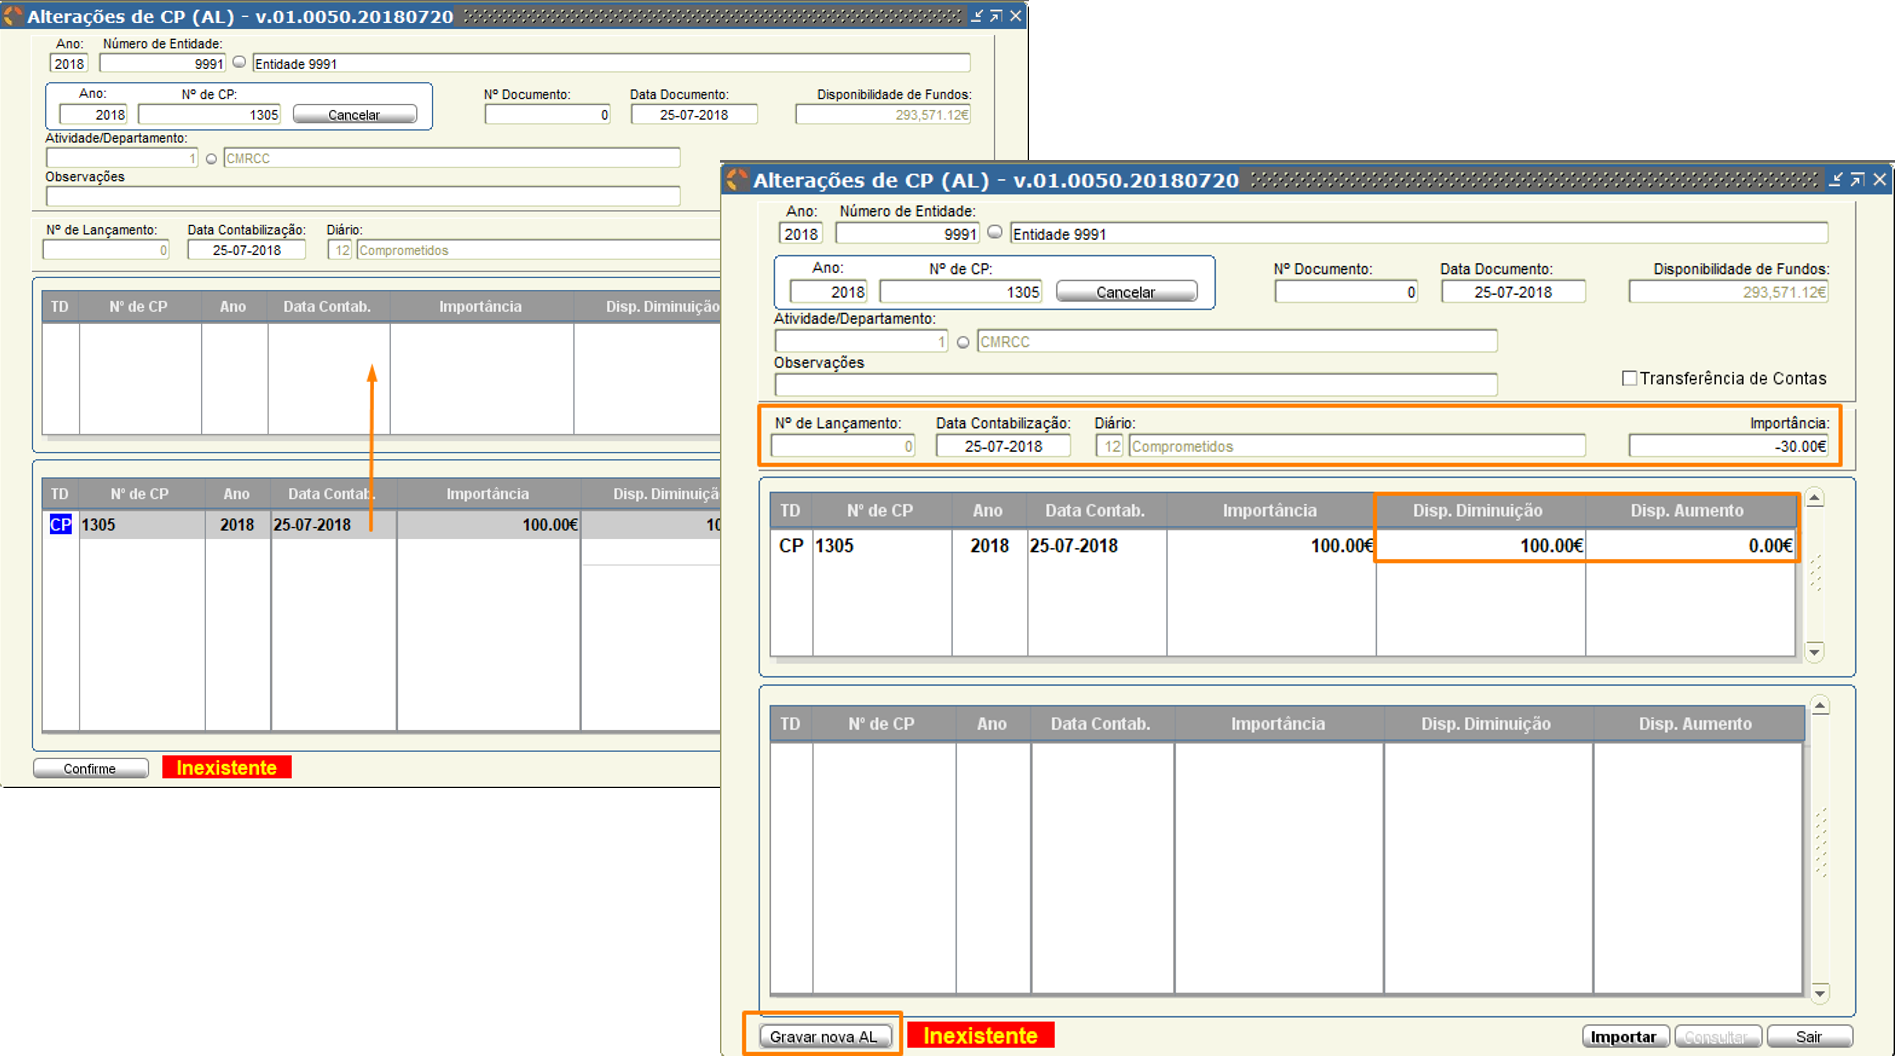 Alterações de CP (AL) - v.01.0050.20180720
Ano: Número de Entidade:
2018 9991 Entidade 9991
Ano: Nº de CP: Nº Documento: Data Documento: Disponibilidade de Fundos:
2018 1305 Cancelar 0 25-07-2018 293,571.12€
Atividade/Departamento:
1 CMRCC
Observações
Nº de Lançamento: Data Contabilização: Diário:
0 25-07-2018 12 Comprometidos
TD Nº de CP Ano Data Contab. Importância Disp. Diminuição
TD Nº de CP Ano Data Contab. Importância Disp. Diminuiçã
CP 1305 2018 25-07-2018 100.00€ 10
Confirme Inexistente
Alterações de CP (AL) - v.01.0050.20180720
Ano: Número de Entidade:
2018 9991 Entidade 9991
Ano: Nº de CP: Nº Documento: Data Documento: Disponibilidade de Fundos:
2018 1305 Cancelar 0 25-07-2018 293,571.12€
Atividade/Departamento:
1 CMRCC
Observações
Transferência de Contas
Nº de Lançamento: Data Contabilização: Diário: Importância:
0 25-07-2018 12 Comprometidos -30.00€
TD Nº de CP Ano Data Contab. Importância Disp. Diminuição Disp. Aumento
CP 1305 2018 25-07-2018 100.00€ 100.00€ 0.00€
TD Nº de CP Ano Data Contab. Importância Disp. Diminuição Disp. Aumento
Gravar nova AL Inexistente Importar Consultar Sair